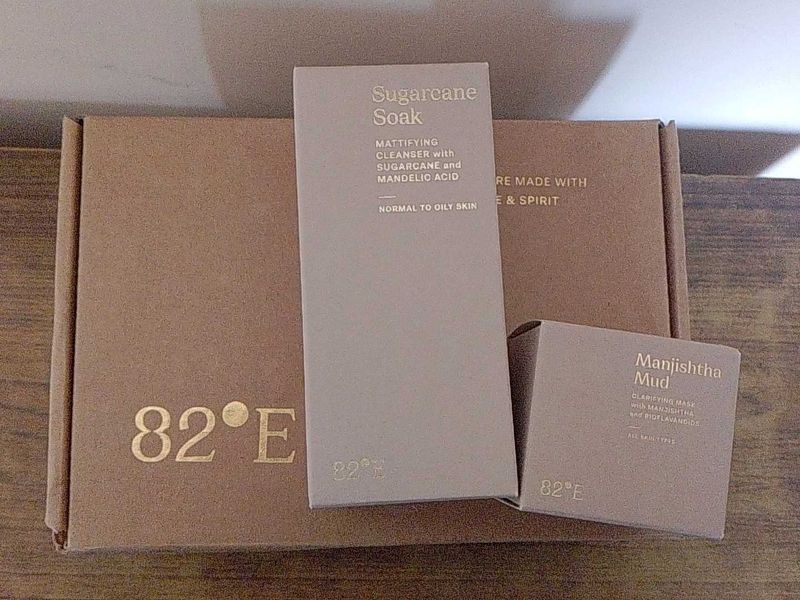 Sugarcane
Soak
MATTIFYING
CLEANSER with
SUGARCANE and
MANDELIC ACID
NORMAL TO OILY SKIN
82°E
RE MADE WITH
E & SPIRIT
82°E
Manjishtha
Mud
CLARIFYING MASK
with MANJISHTHA
and BIOFLAVANOIDS
ALL SKIN TYPES
82°E